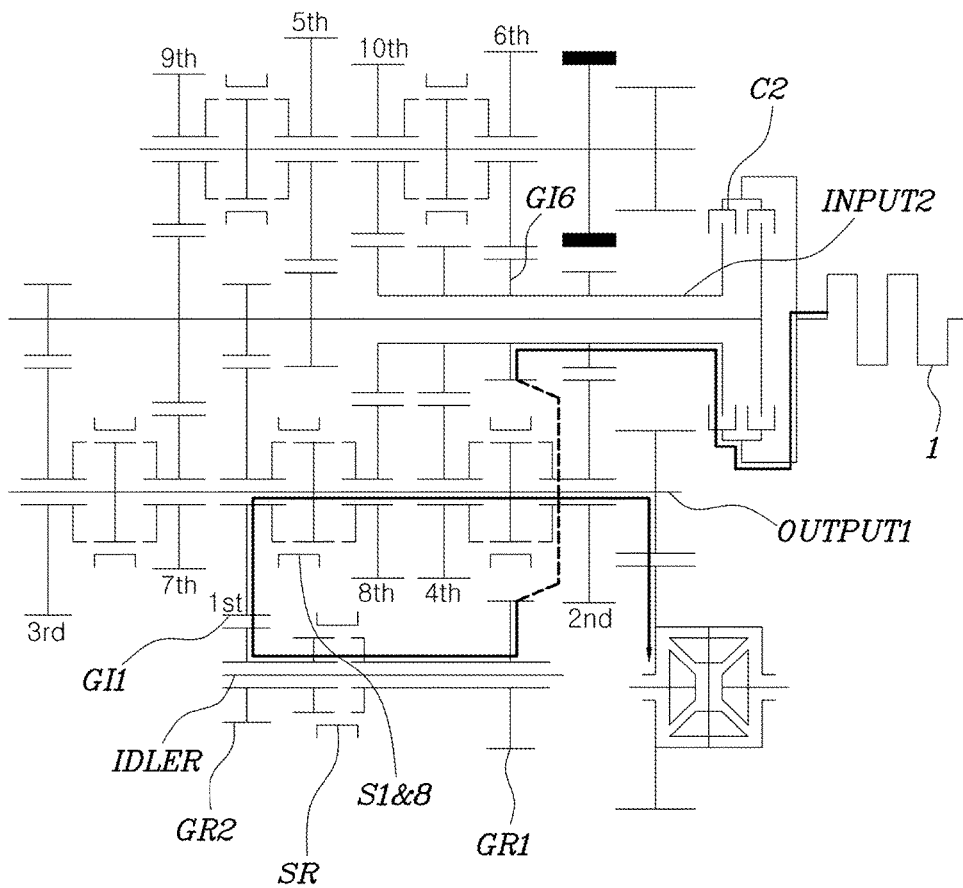 5th
10th
6th
9th
C2
GI6
INPUT2
1
OUTPUT1
7th
8th
4th
2nd
1st
3rd
GI1
IDLER
S1&8
GR2
GR1
SR